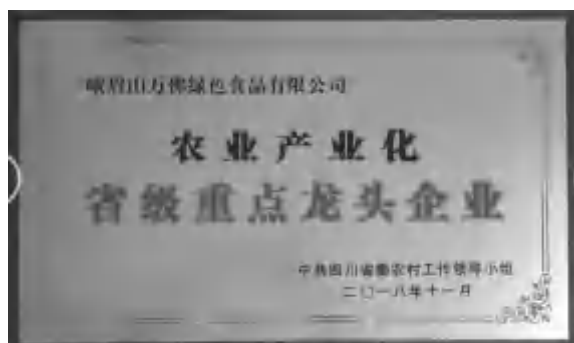 峨眉山万佛绿色食品有限公司
农业产业化
省级重点龙头企业
中共四川省委农村工作领导小组
二〇一八年十一月